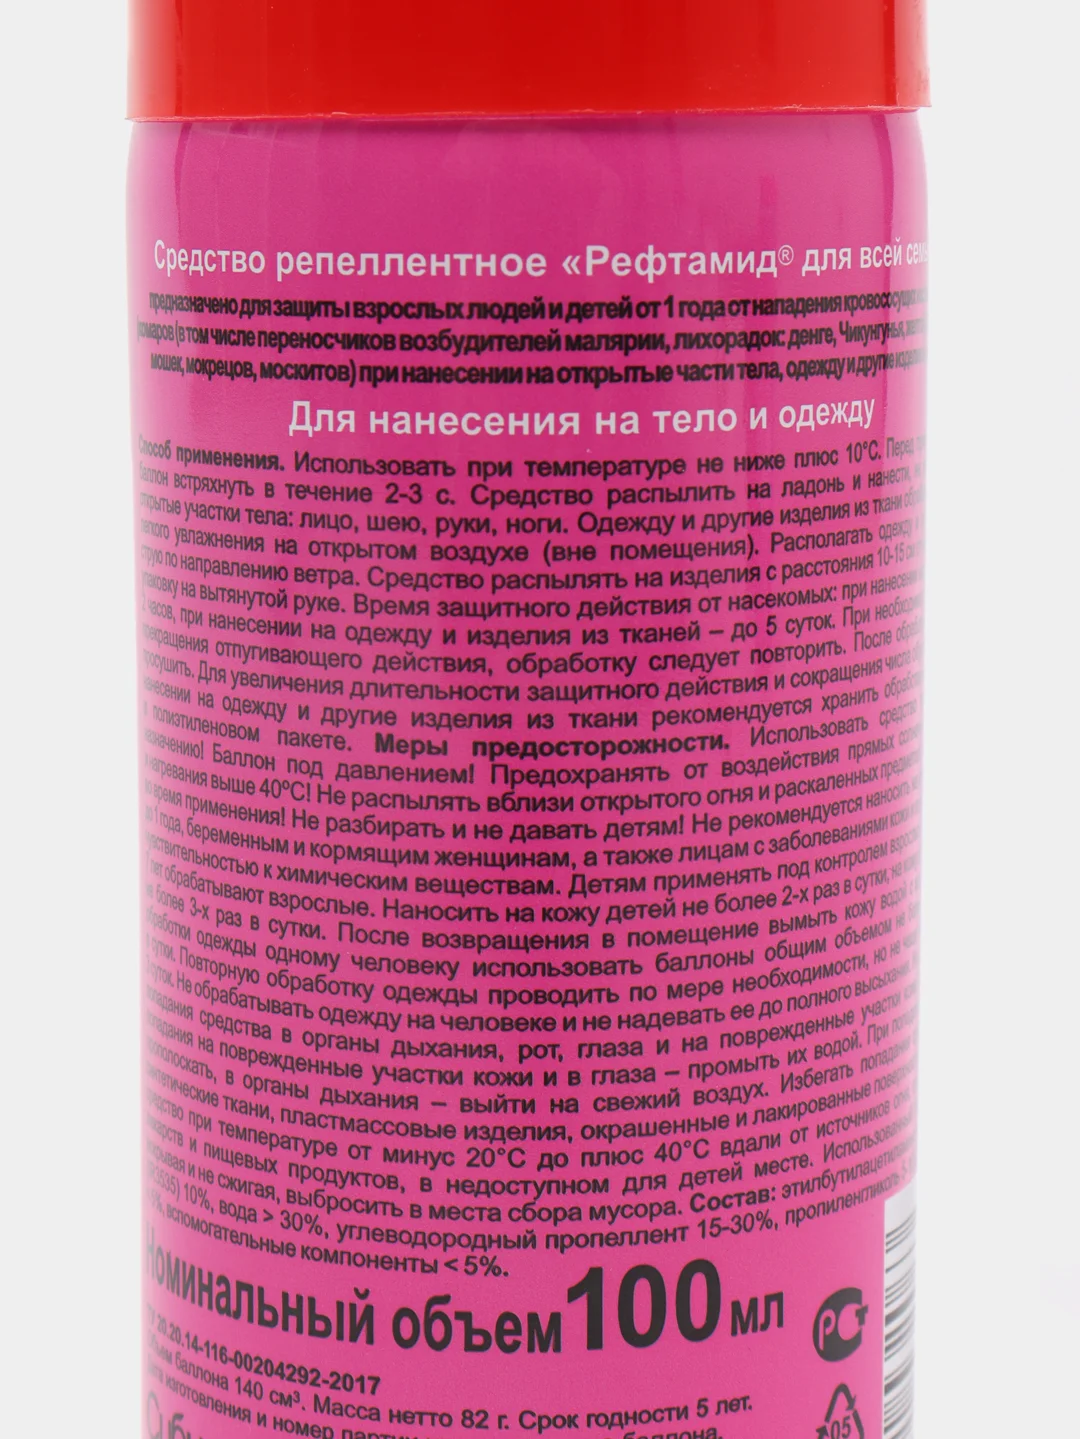 Средство репеллентное «Рефтамид® для всей
предназначено для защиты взрослых людей и детей от 1 года от нападения
(комаров (в том числе переносчиков возбудителей малярии, лихорадок: денге, Чикунгунья,
мошек, мокрецов, москитов) при нанесении на открытые части тела, одежду и другие изделия
Для нанесения на тело и одежду
Способ применения. Использовать при температуре не ниже плюс 10°С. Перед
баллон встряхнуть в течение 2-3 с. Средство распылить на ладонь и нанести,
открытые участки тела: лицо, шею, руки, ноги. Одежду и другие изделия из ткани
легкого увлажнения на открытом воздухе (вне помещения). Располагать одежду
струю по направлению ветра. Средство распылять на изделия с расстояния 10-15 см
упаковку на вытянутой руке. Время защитного действия от насекомых: при нанесении
2 часов, при нанесении на одежду и изделия из тканей – до 5 суток. При
прекращения отпугивающего действия, обработку следует повторить. После
просушить. Для увеличения длительности защитного действия и сокращения числа
нанесении на одежду и другие изделия из ткани рекомендуется хранить
в полиэтиленовом пакете. Меры предосторожности. Использовать средство
назначению! Баллон под давлением! Предохранять от воздействия прямых
и нагревания выше 40°С! Не распылять вблизи открытого огня и раскаленных
во время применения! Не разбирать и не давать детям! Не рекомендуется наносить
до 1 года, беременным и кормящим женщинам, а также лицам с заболеваниями кожи
чувствительностью к химическим веществам. Детям применять под контролем
7 лет обрабатывают взрослые. Наносить на кожу детей не более 2-х раз в сутки, на
не более 3-х раз в сутки. После возвращения в помещение вымыть кожу водой с
обработки одежды одному человеку использовать баллоны общим объемом не
в сутки. Повторную обработку одежды проводить по мере необходимости, но не
суток. Не обрабатывать одежду на человеке и не надевать ее до полного высыхания.
попадания средства в органы дыхания, рот, глаза и на поврежденные участки
попадания на поврежденные участки кожи и в глаза – промыть их водой. При
прополоскать, в органы дыхания – выйти на свежий воздух. Избегать попадания
синтетические ткани, пластмассовые изделия, окрашенные и лакированные
средство при температуре от минус 20°С до плюс 40°С вдали от источников
лекарств и пищевых продуктов, в недоступном для детей месте.
вскрывая и не сжигая, выбросить в места сбора мусора. Состав:
10%, вода > 30%, углеводородный пропеллент 15-30%, пропиленгликоль
< 5%, вспомогательные компоненты < 5%.
Номинальный объем 100 мл
ТУ 20.20.14-116-00204292-2017
Объем баллона 140 см³. Масса нетто 82 г. Срок годности 5 лет.
Дата изготовления и номер партии баллона.
05